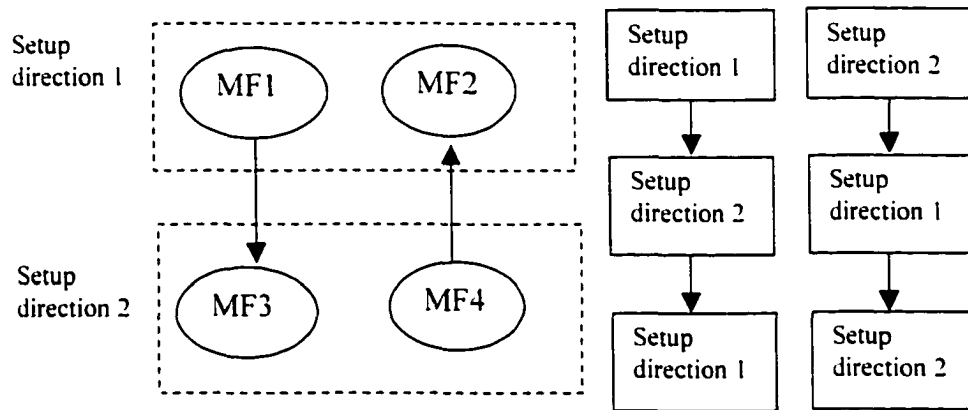 Setup
direction 1
MF1
MF2
Setup
direction 2
MF3
MF4
Setup
direction 1
Setup
direction 2
Setup
direction 1
Setup
direction 2
Setup
direction 1
Setup
direction 2